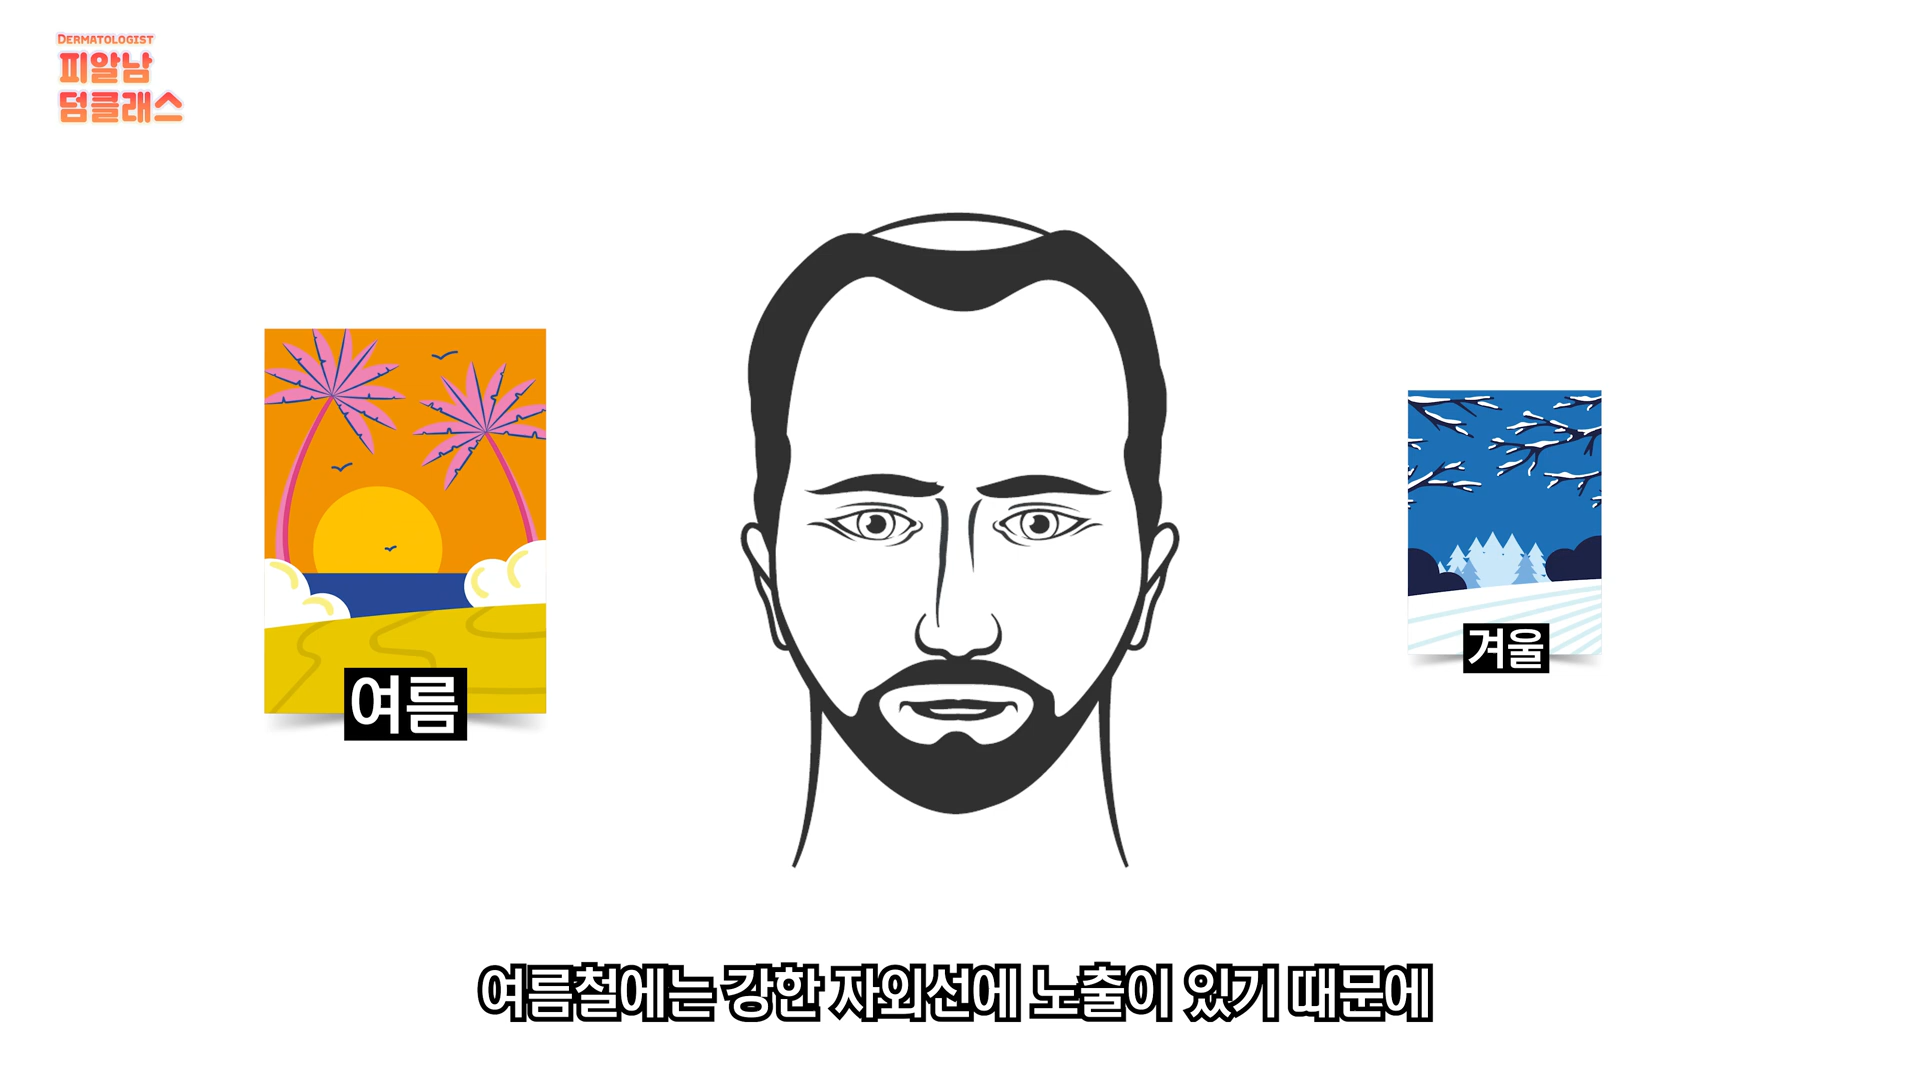 DERMATOLOGIST
피알남
덤클래스
여름
겨울
여름철에는 강한 자외선에 노출이 있기 때문에